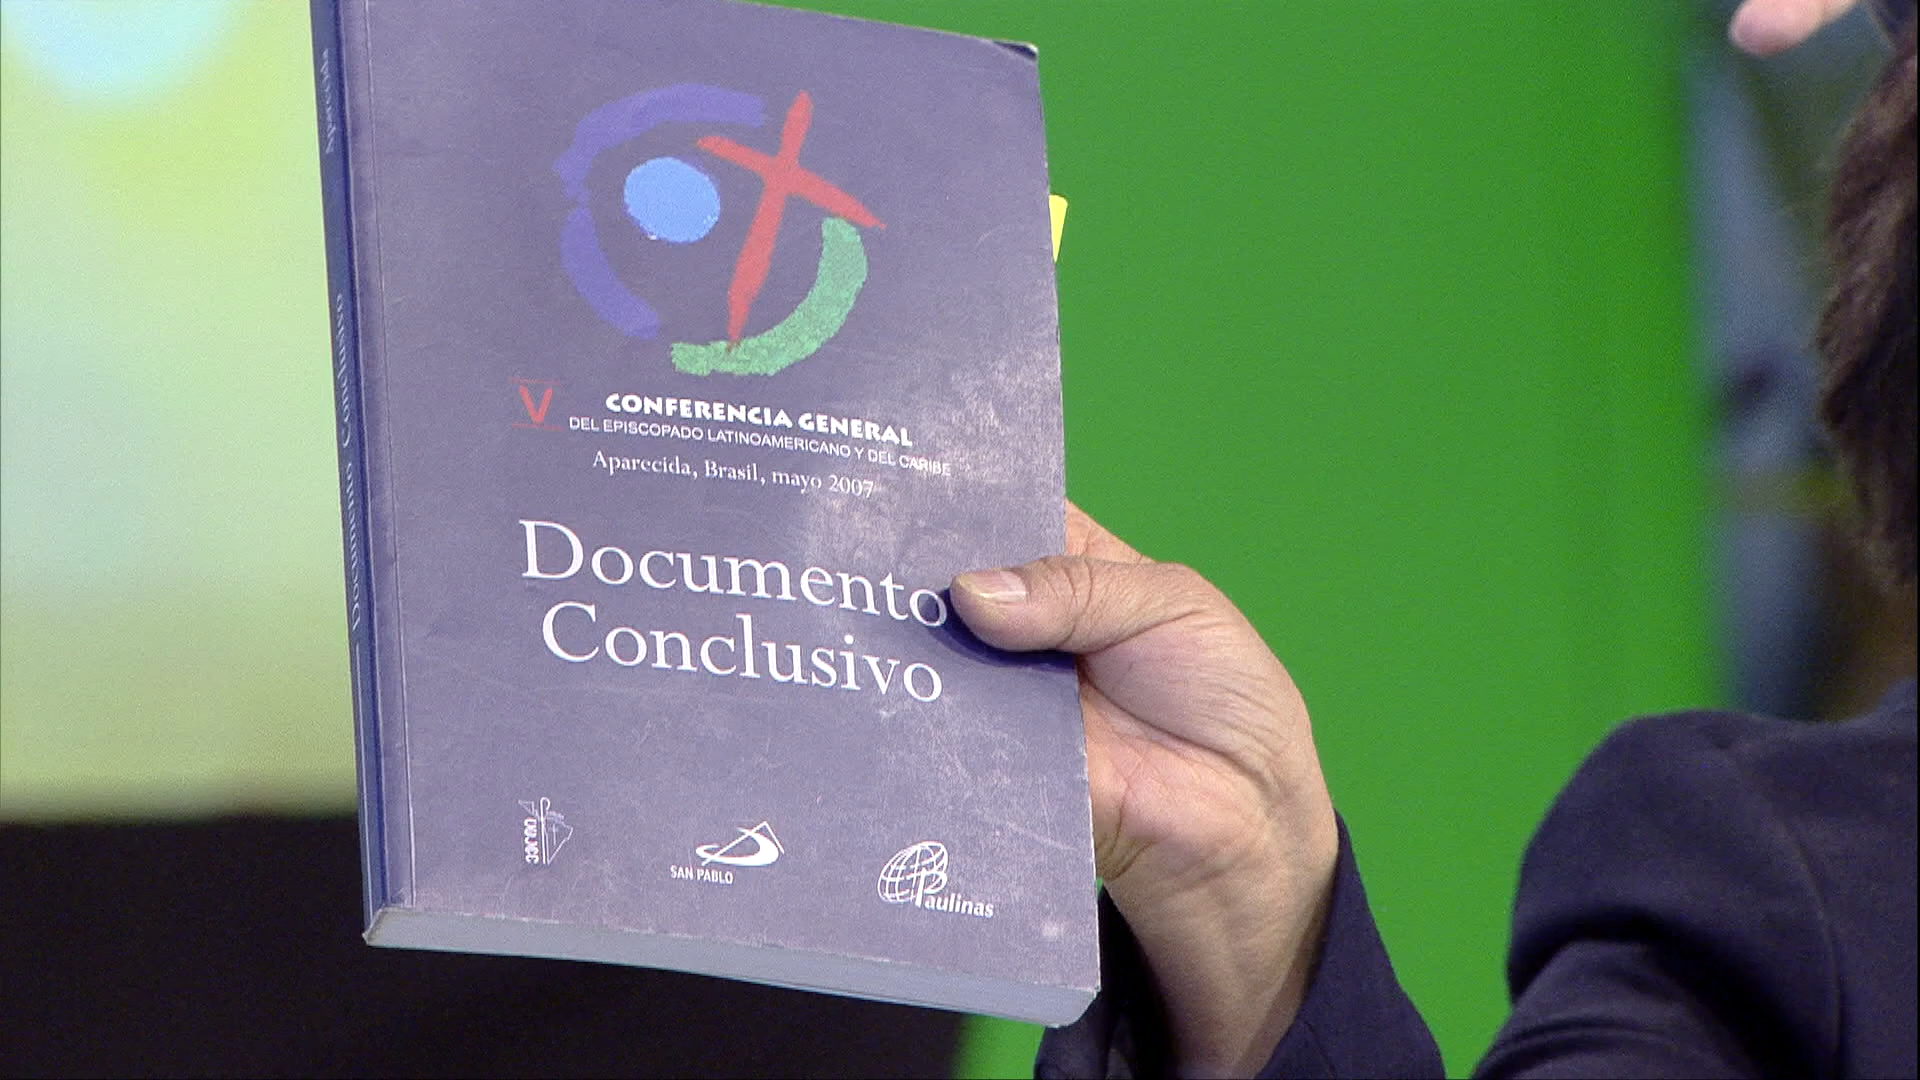 V
CONFERENCIA GENERAL
DEL EPISCOPADO LATINOAMERICANO Y DEL CARIBE
Aparecida, Brasil, mayo 2007
Documento
Conclusivo
SAN PABLO
Paulinas
Aparecida
Documento Conclusivo